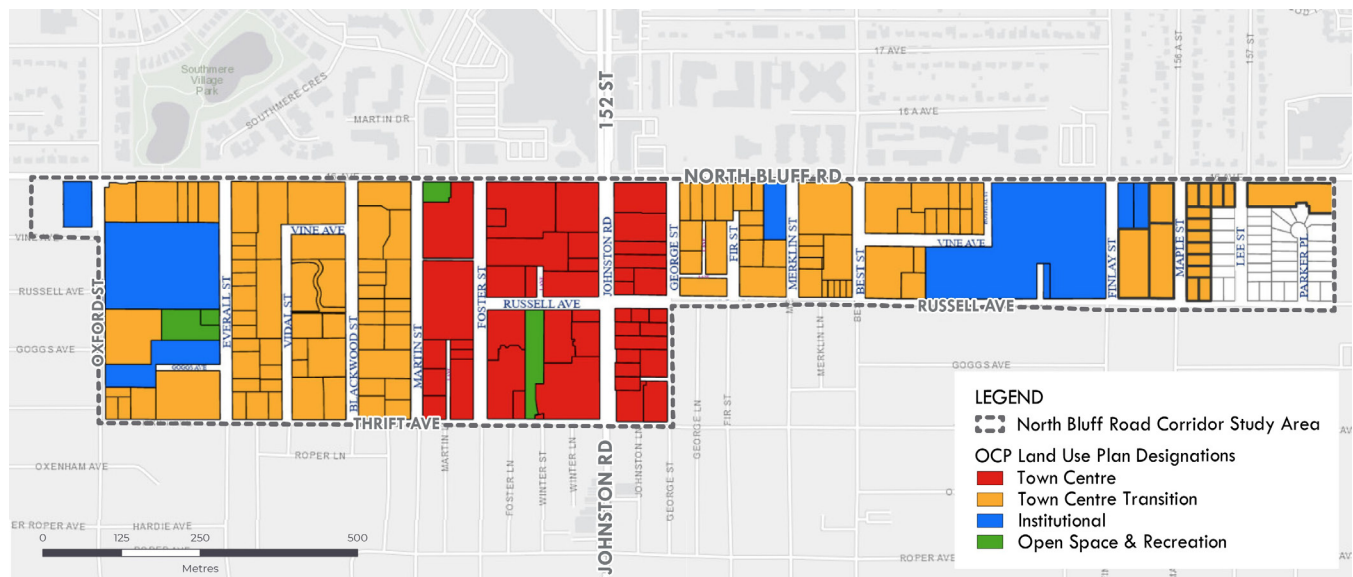 17 AVE
156 A ST
157 ST
Southmere
Village
Park
SOUTHMERE CRES
152 ST
16 A AVE
MARTIN DR
NORTH BLUFF RD
VINE AVE
VINE AVE
VINE AVE
RUSSELL AVE
RUSSELL AVE
RUSSELL AVE
OXFORD ST
EVERALL ST
VIDAL ST
BLACKWOOD ST
MARTIN ST
FOSTER ST
JOHNSTON RD
GEORGE ST
FIR ST
MERKLIN ST
BEST ST
FINLAY ST
MAPLE ST
LEE ST
PARKER PL
GOGGS AVE
GOGGS AVE
GOGGS AVE
MERKLIN LN
THRIFT AVE
ROPER LN
OXENHAM AVE
FOSTER LN
WINTER ST
WINTER LN
JOHNSTON RD
JOHNSTON LN
GEORGE ST
GEORGE LN
FIR ST
ER ROPER AVE
HARDIE AVE
ROPER AVE
ROPER AVE
0 125 250 500
Metres
LEGEND
North Bluff Road Corridor Study Area
OCP Land Use Plan Designations
Town Centre
Town Centre Transition
Institutional
Open Space & Recreation